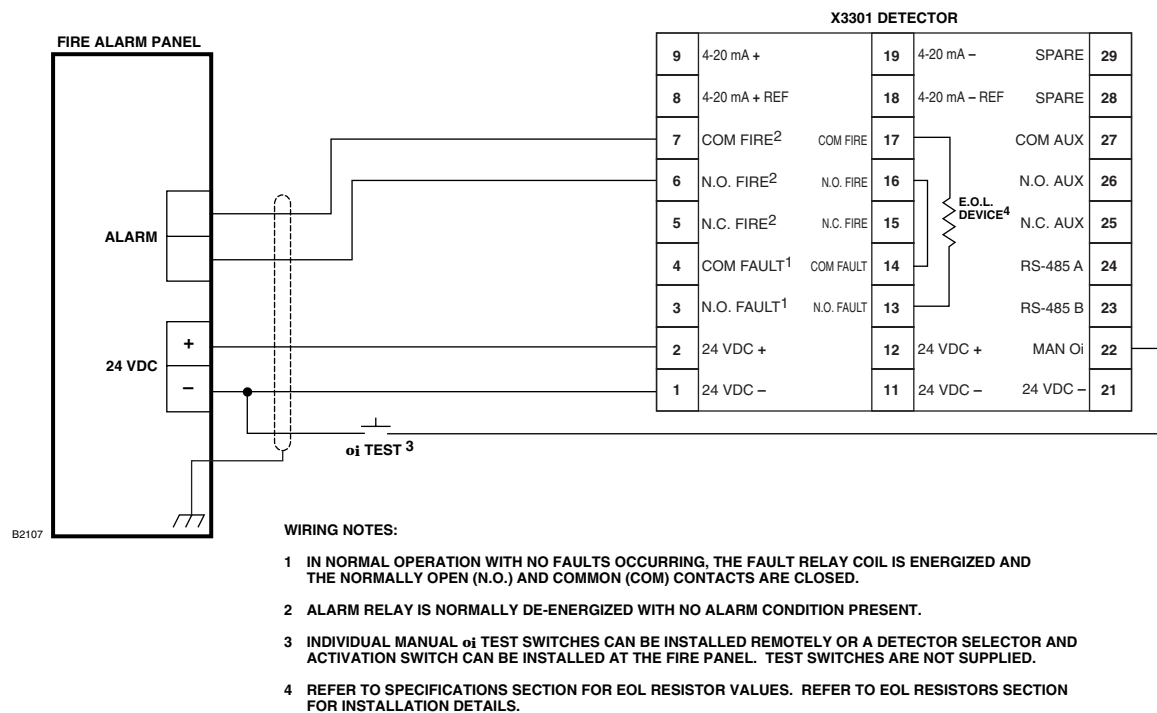 X3301 DETECTOR
FIRE ALARM PANEL
9 4-20 mA + 19 4-20 mA – SPARE 29
8 4-20 mA + REF 18 4-20 mA – REF SPARE 28
7 COM FIRE2 COM FIRE 17 COM AUX 27
6 N.O. FIRE2 N.O. FIRE 16 N.O. AUX 26
E.O.L.
DEVICE4
5 N.C. FIRE2 N.C. FIRE 15 N.C. AUX 25
ALARM
4 COM FAULT1 COM FAULT 14 RS-485 A 24
3 N.O. FAULT1 N.O. FAULT 13 RS-485 B 23
+
24 VDC
–
2 24 VDC + 12 24 VDC + MAN Oi 22
1 24 VDC – 11 24 VDC – 24 VDC – 21
oi TEST 3
B2107
WIRING NOTES:
1 IN NORMAL OPERATION WITH NO FAULTS OCCURRING, THE FAULT RELAY COIL IS ENERGIZED AND
THE NORMALLY OPEN (N.O.) AND COMMON (COM) CONTACTS ARE CLOSED.
2 ALARM RELAY IS NORMALLY DE-ENERGIZED WITH NO ALARM CONDITION PRESENT.
3 INDIVIDUAL MANUAL oi TEST SWITCHES CAN BE INSTALLED REMOTELY OR A DETECTOR SELECTOR AND
ACTIVATION SWITCH CAN BE INSTALLED AT THE FIRE PANEL. TEST SWITCHES ARE NOT SUPPLIED.
4 REFER TO SPECIFICATIONS SECTION FOR EOL RESISTOR VALUES. REFER TO EOL RESISTORS SECTION
FOR INSTALLATION DETAILS.